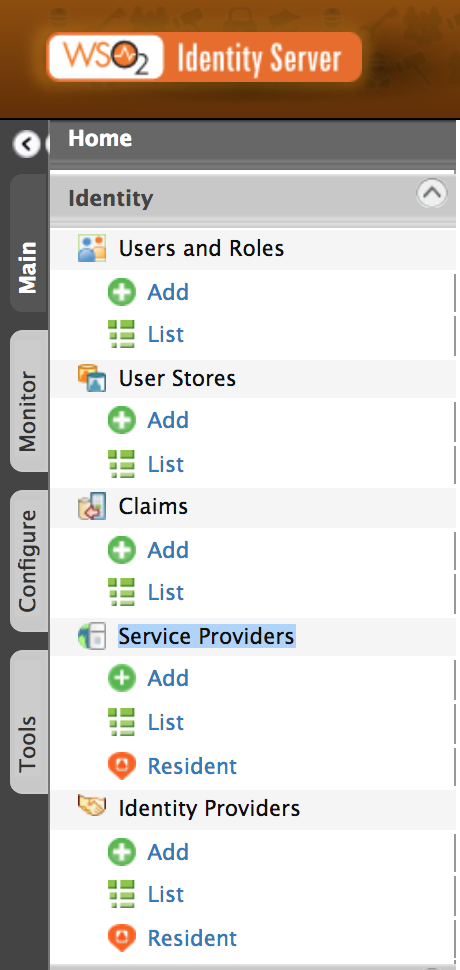 WSO2 Identity Server
Home
Identity
Users and Roles
Add
List
User Stores
Add
List
Claims
Add
List
Service Providers
Add
List
Resident
Identity Providers
Add
List
Resident
Main
Monitor
Configure
Tools